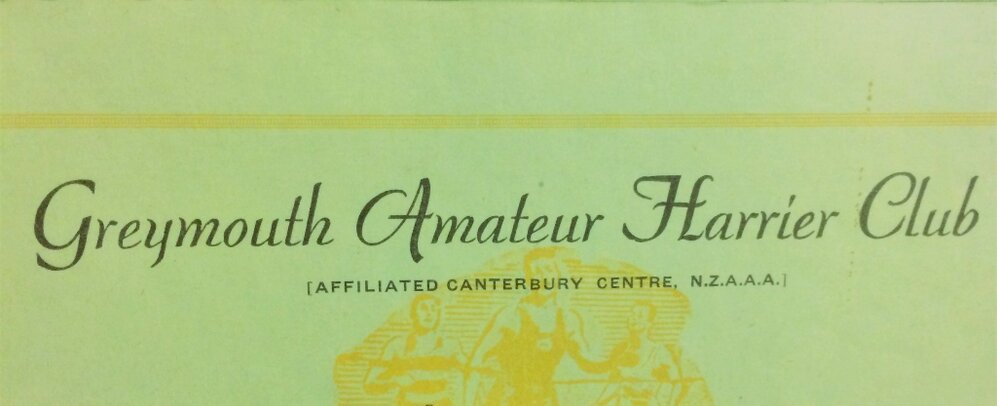 Greymouth Amateur Harrier Club
[AFFILIATED CANTERBURY CENTRE, N.Z.A.A.A.]